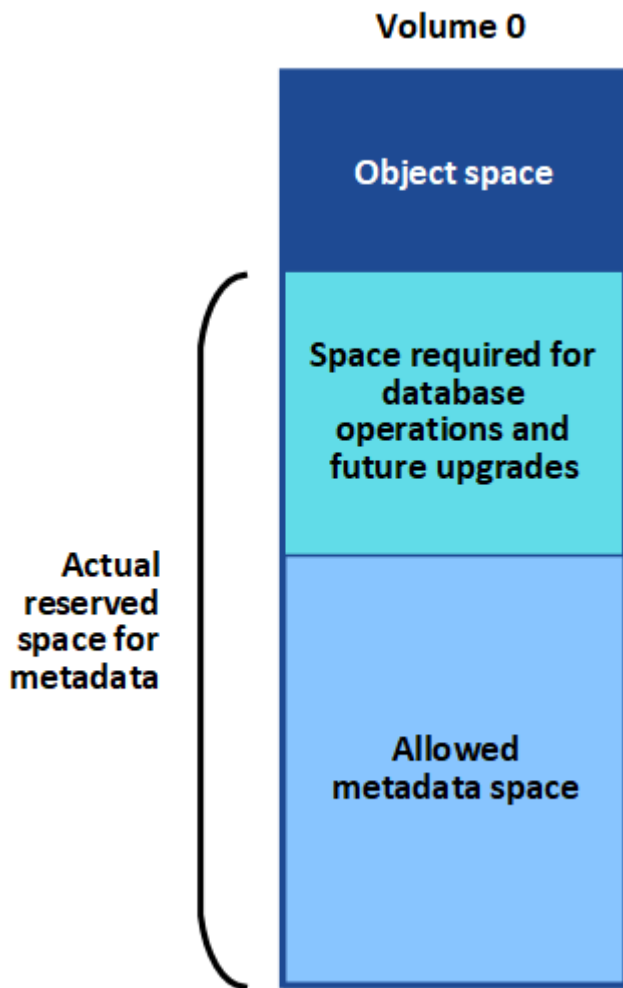 Volume 0
Object space
Space required for
database
operations and
future upgrades
Actual
reserved
space for
metadata
Allowed
metadata space